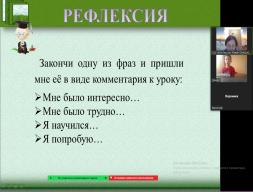 РЕФЛЕКСИЯ
Закончи одну из фраз и пришли
мне её в виде комментария к уроку:
➢Мне было интересно…
➢Мне было трудно…
➢Я научился…
➢Я попробую…